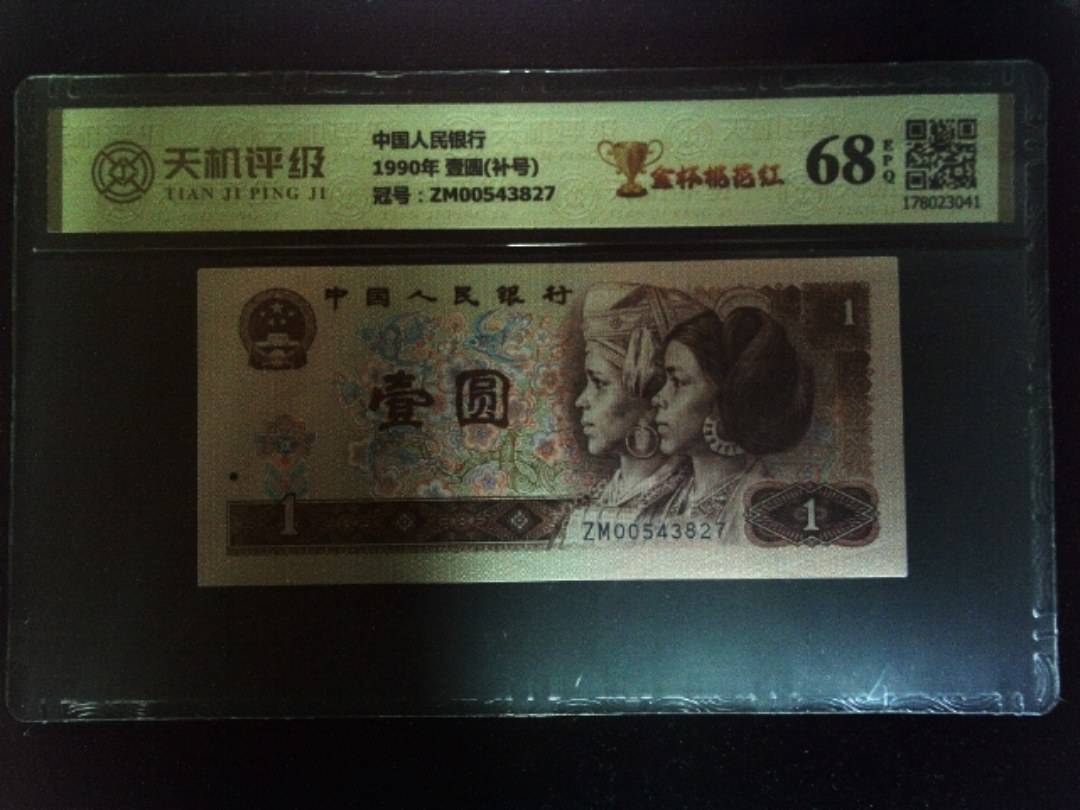 天机评级
TIAN JI PING JI
中国人民银行
1990年 壹圆(补号)
冠号：ZM00543827
金杯桃花红
68
EPQ
178023041
中国人民银行
壹圆
1
1
1
ZM00543827